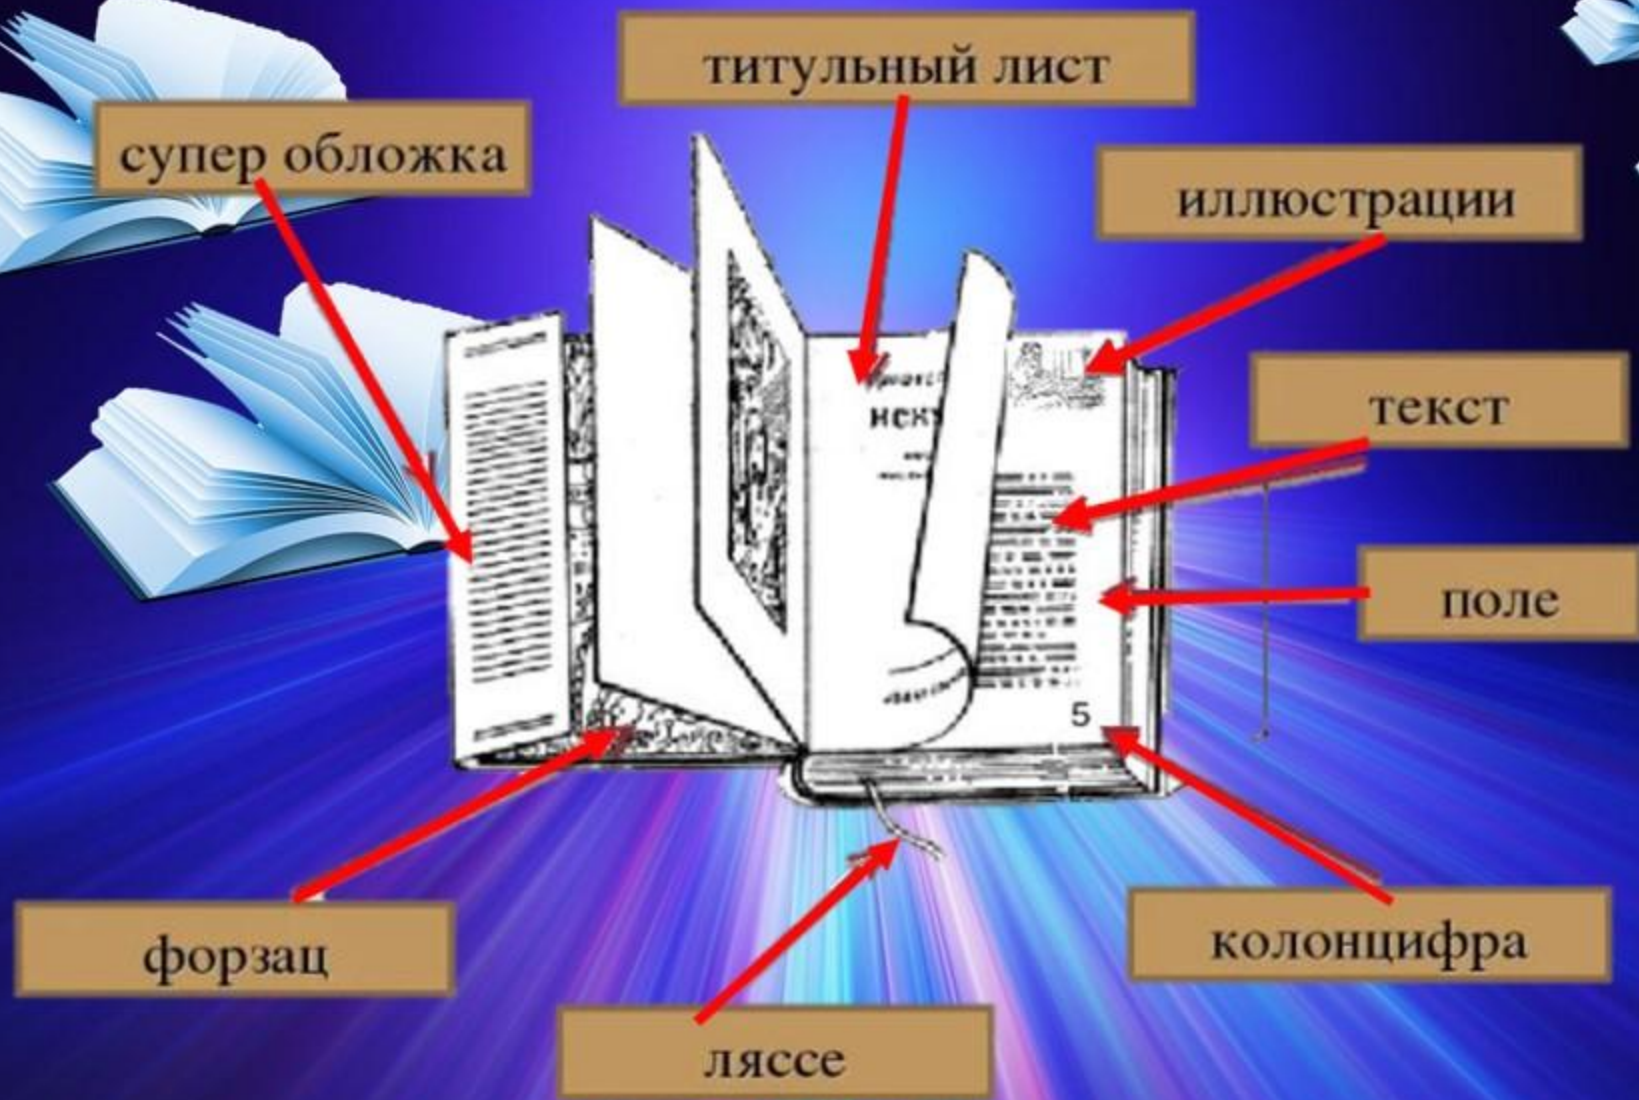 титульный лист
супер обложка
иллюстрации
текст
поле
5
колонцифра
форзац
ляссе